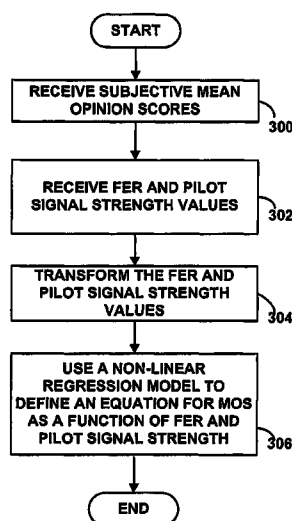 START
RECEIVE SUBJECTIVE MEAN
OPINION SCORES
300
RECEIVE FER AND PILOT
SIGNAL STRENGTH VALUES
302
TRANSFORM THE FER AND
PILOT SIGNAL STRENGTH
VALUES
304
USE A NON-LINEAR
REGRESSION MODEL TO
DEFINE AN EQUATION FOR MOS
AS A FUNCTION OF FER AND
PILOT SIGNAL STRENGTH
306
END